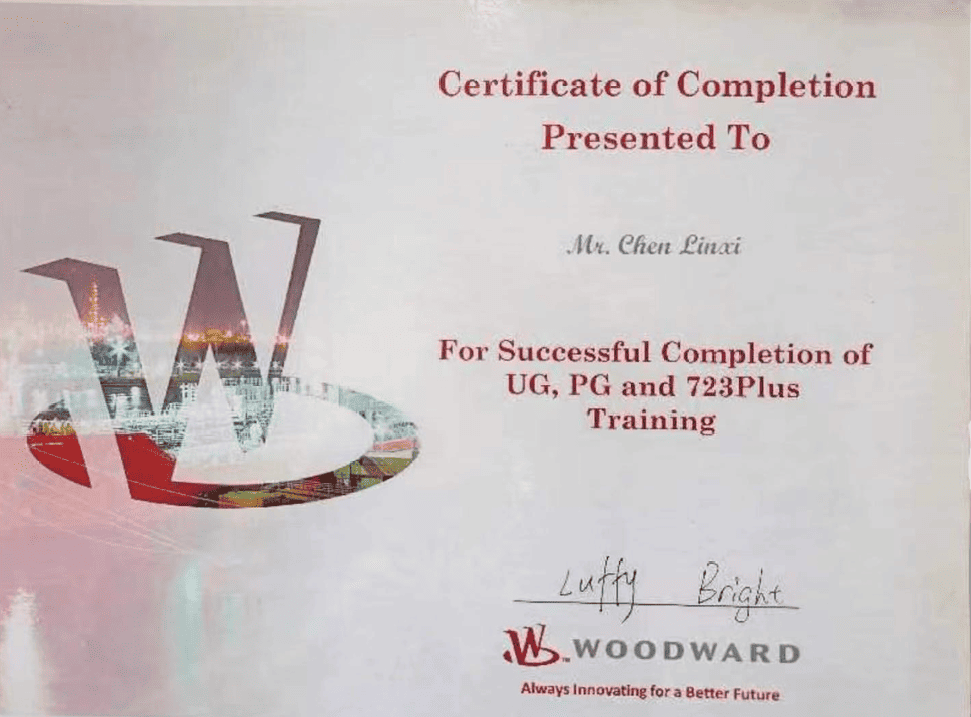 Certificate of Completion
Presented To
Mr. Chen Linxi
For Successful Completion of
UG, PG and 723Plus
Training
Luffy Bright
W WOODWARD
Always Innovating for a Better Future